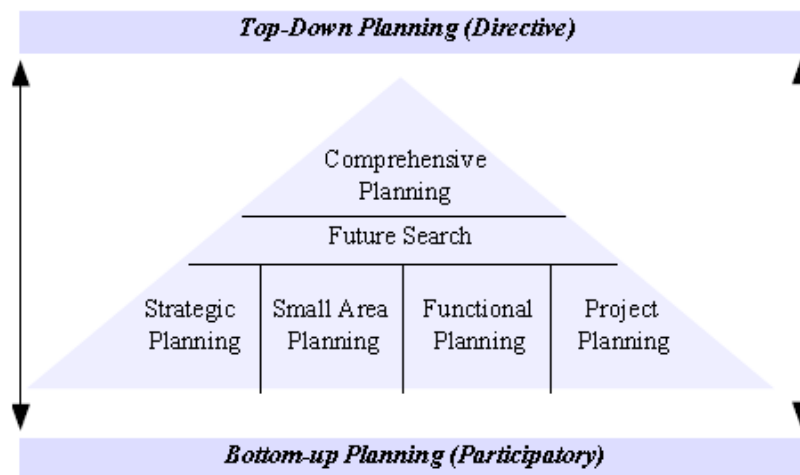 Top-Down Planning (Directive)
Comprehensive
Planning
Future Search
Strategic
Planning
Small Area
Planning
Functional
Planning
Project
Planning
Bottom-up Planning (Participatory)